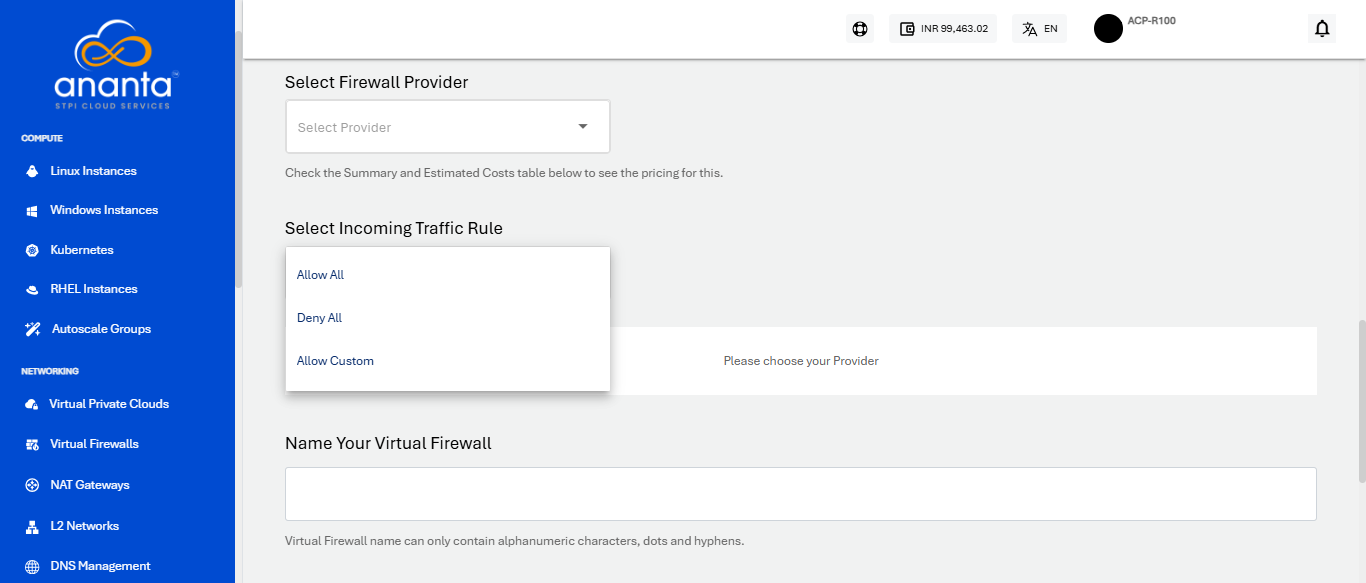 ananta
STPI CLOUD SERVICES
COMPUTE
Linux Instances
Windows Instances
Kubernetes
RHEL Instances
Autoscale Groups
NETWORKING
Virtual Private Clouds
Virtual Firewalls
NAT Gateways
L2 Networks
DNS Management
INR 99,463.02
EN
ACP-R100
Select Firewall Provider
Select Provider
Check the Summary and Estimated Costs table below to see the pricing for this.
Select Incoming Traffic Rule
Allow All
Deny All
Allow Custom
Please choose your Provider
Name Your Virtual Firewall
Virtual Firewall name can only contain alphanumeric characters, dots and hyphens.